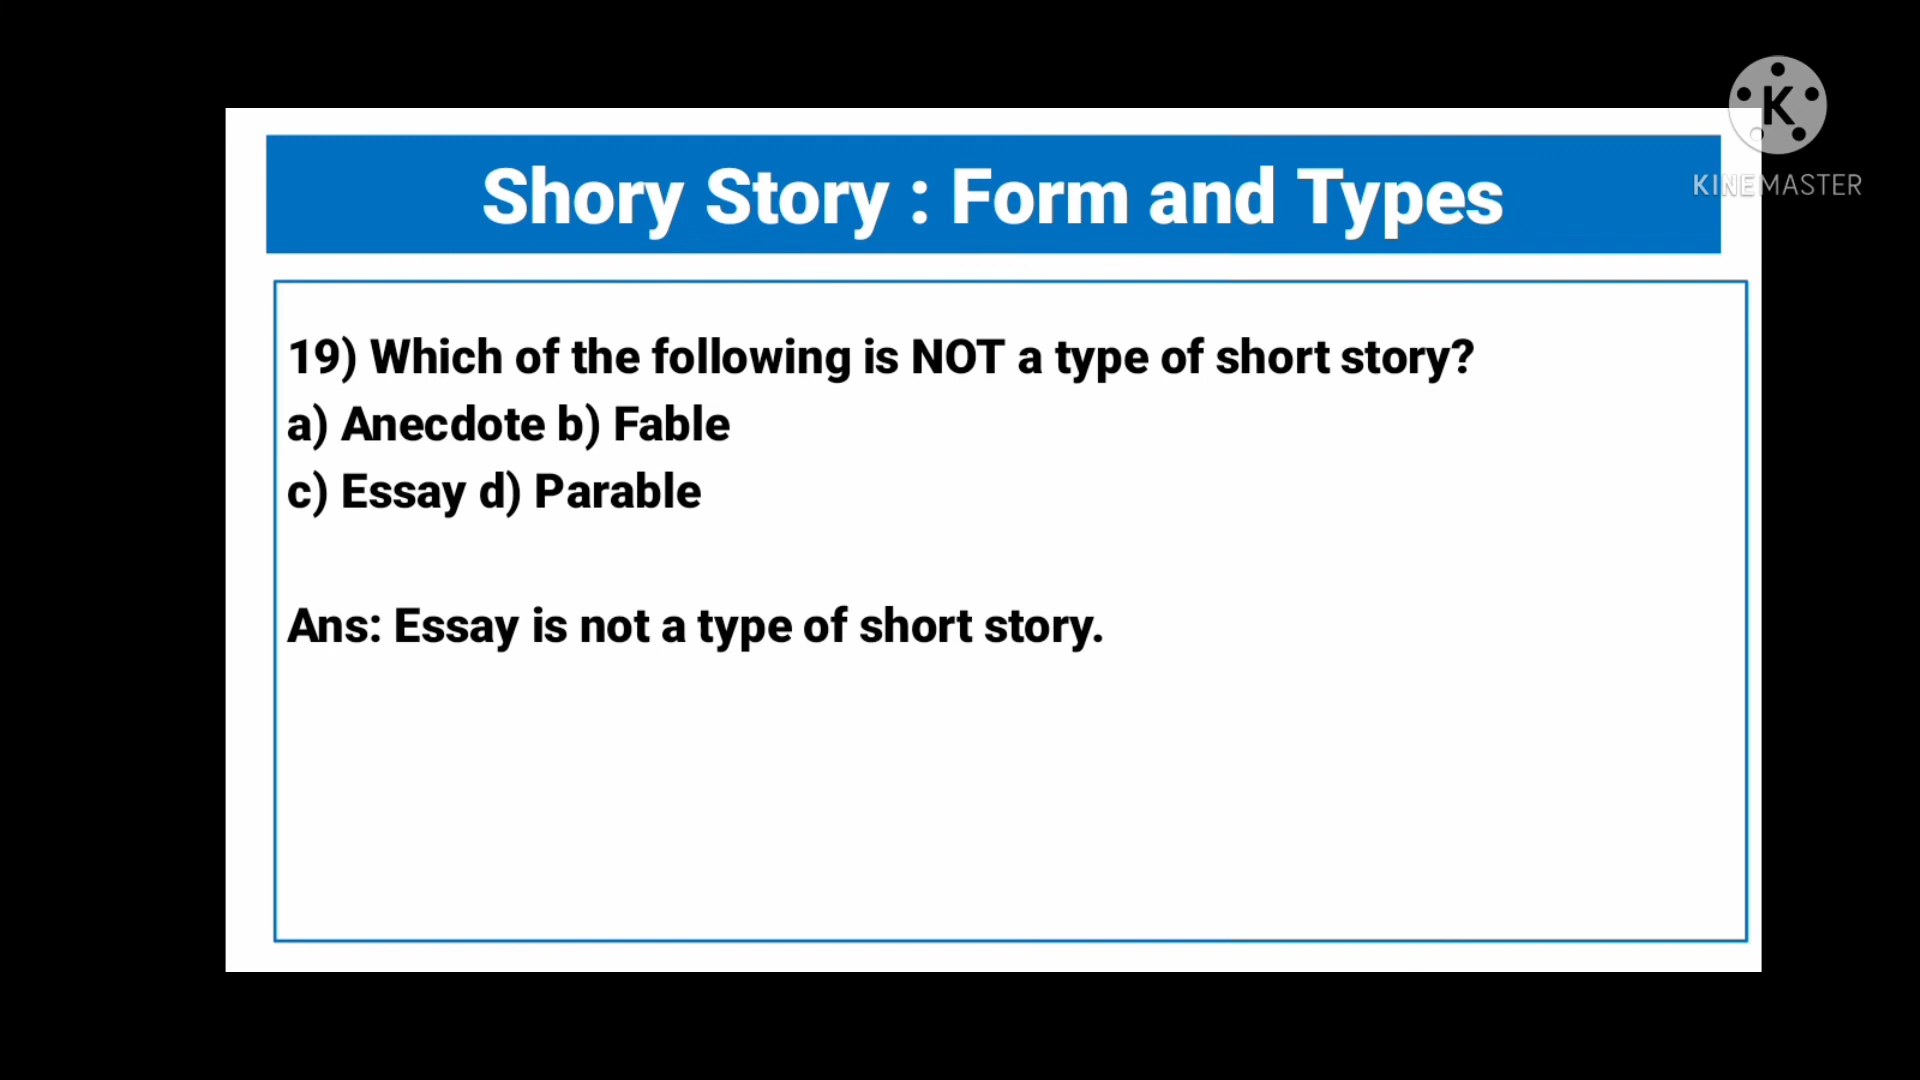 K
KINEMASTER
Shory Story : Form and Types
19) Which of the following is NOT a type of short story?
a) Anecdote b) Fable
c) Essay d) Parable
Ans: Essay is not a type of short story.